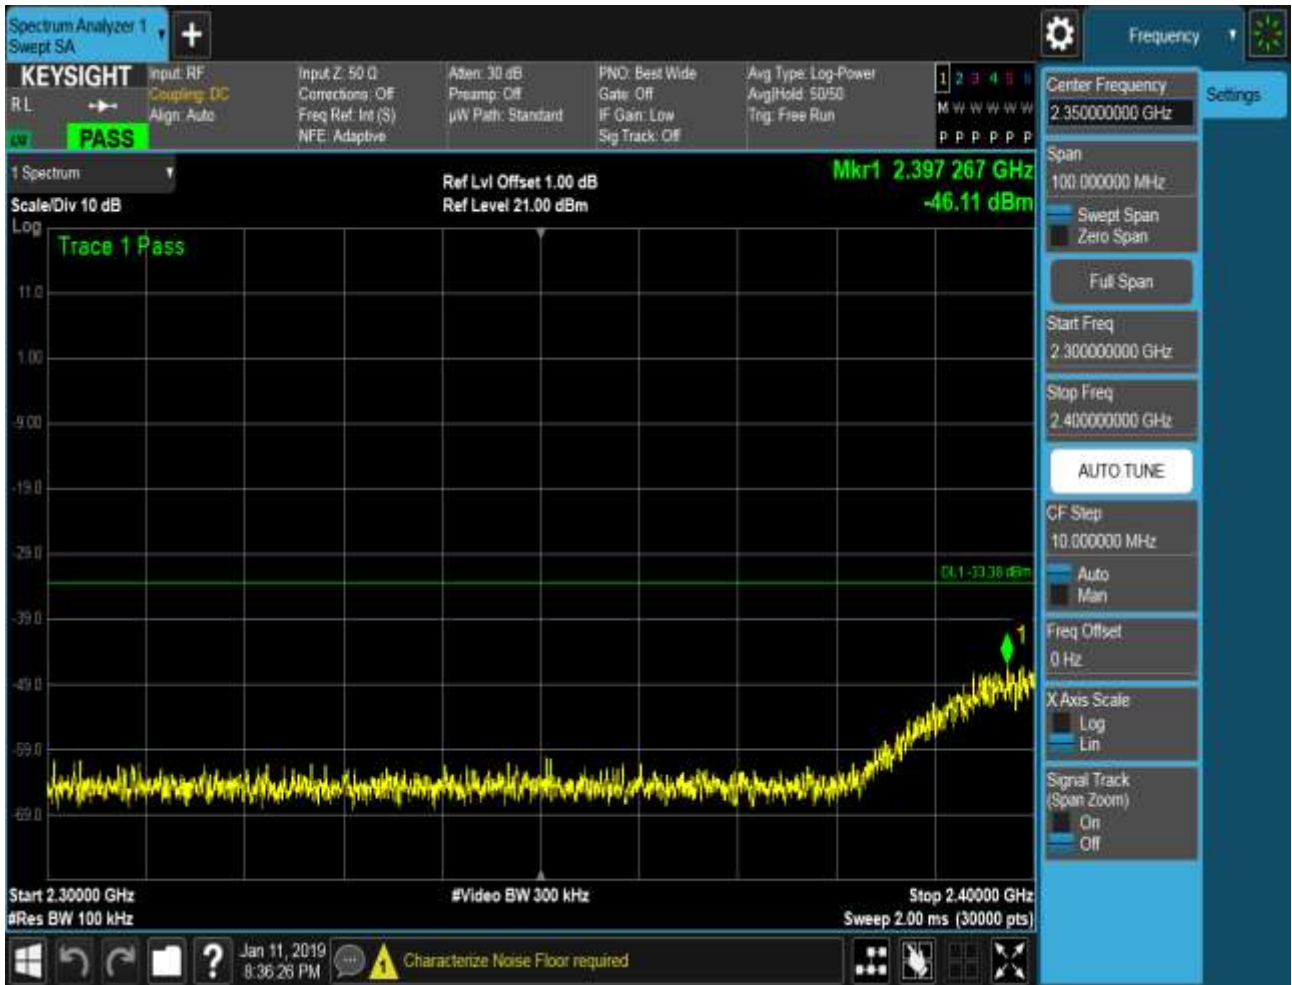 Spectrum Analyzer 1
Swept SA
Frequency
KEYSIGHT
Input: RF
Coupling: DC
Align: Auto
Input Z: 50 Ω
Corrections: Off
Freq Ref: Int (S)
NFE: Adaptive
Atten: 30 dB
Preamp: Off
µW Path: Standard
PNO: Best Wide
Gate: Off
IF Gain: Low
Sig Track: Off
Avg Type: Log-Power
Avg|Hold: 50/50
Trig: Free Run
1 2 3 4 5 6
M W W W W W
P P P P P P
R L
PASS
1 Spectrum
Scale/Div 10 dB
Ref Lvl Offset 1.00 dB
Ref Level 21.00 dBm
Mkr1 2.397 267 GHz
-46.11 dBm
Log
Trace 1 Pass
11.0
1.00
-9.00
-19.0
-29.0
DL1 -33.38 dBm
-39.0
1
-49.0
-59.0
-69.0
Start 2.30000 GHz
#Video BW 300 kHz
Stop 2.40000 GHz
#Res BW 100 kHz
Sweep 2.00 ms (30000 pts)
Center Frequency
2.350000000 GHz
Settings
Span
100.000000 MHz
Swept Span
Zero Span
Full Span
Start Freq
2.300000000 GHz
Stop Freq
2.400000000 GHz
AUTO TUNE
CF Step
10.000000 MHz
Auto
Man
Freq Offset
0 Hz
X Axis Scale
Log
Lin
Signal Track
(Span Zoom)
On
Off
?
Jan 11, 2019
8:36:26 PM
1
Characterize Noise Floor required